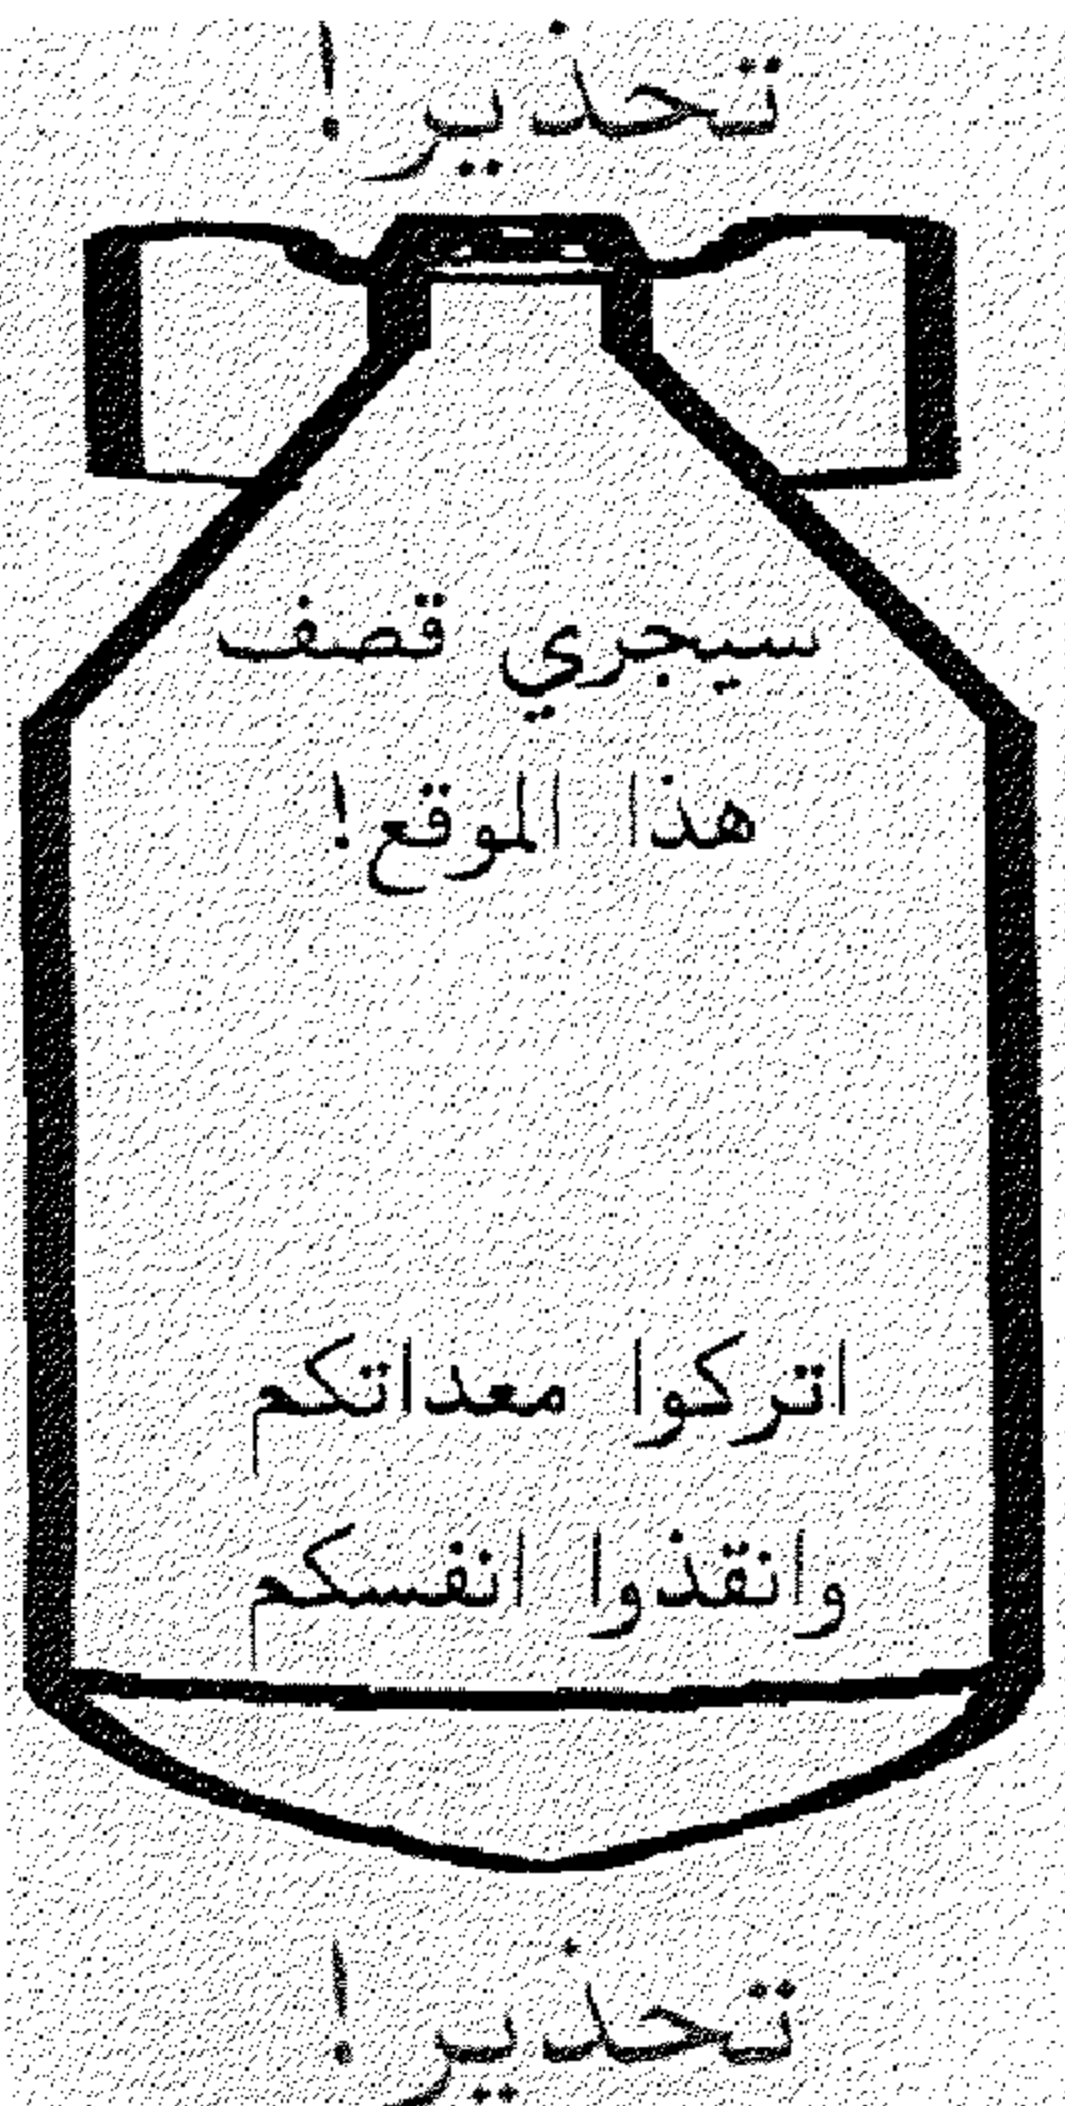 تحذير !
سيجري قصف
هذا الموقع !
اتركوا معداتكم
وانقذوا انفسكم
تحذير !